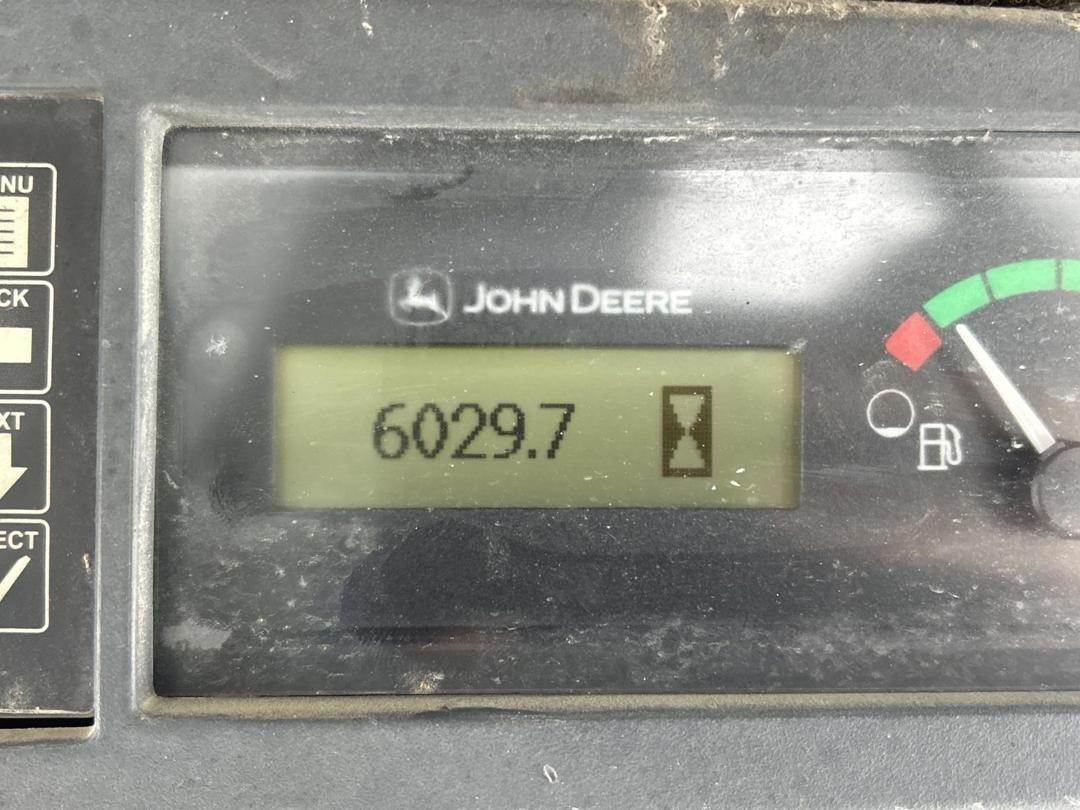 NU
CK
XT
ECT
JOHN DEERE
6029.7